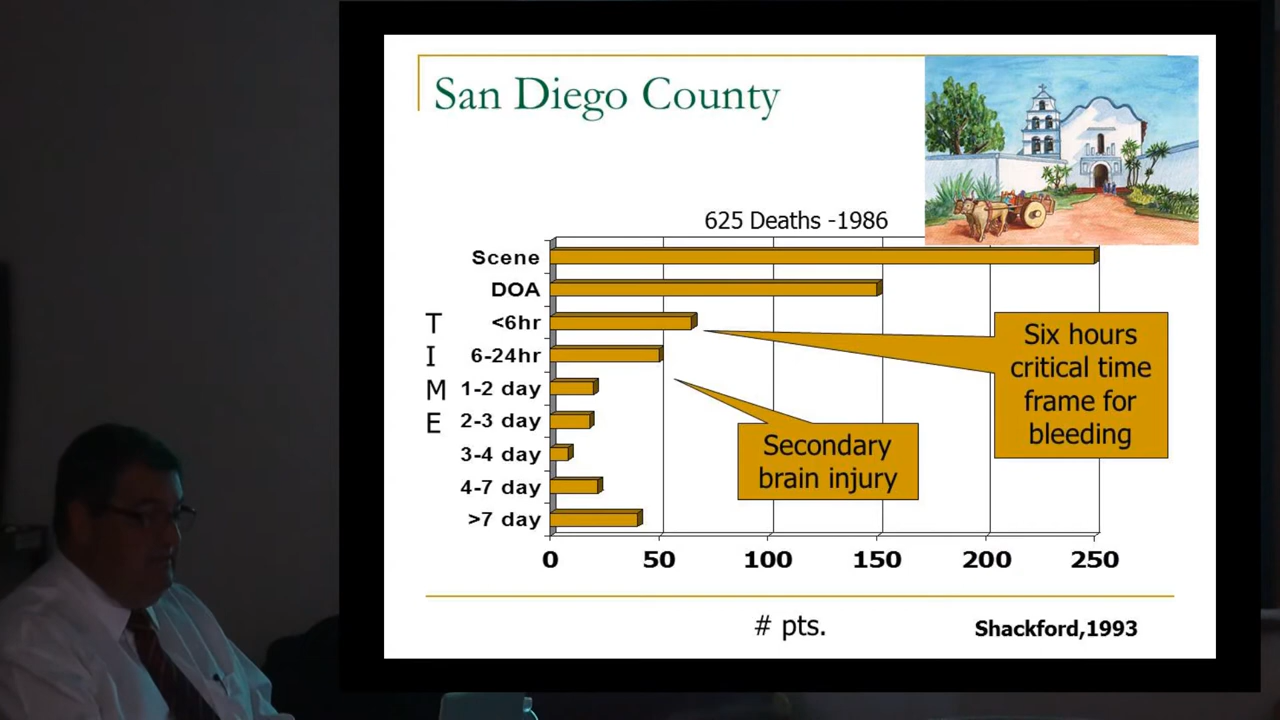 San Diego County
625 Deaths -1986
Scene
DOA
<6hr
6-24hr
1-2 day
2-3 day
3-4 day
4-7 day
>7 day
T
I
M
E
Six hours
critical time
frame for
bleeding
Secondary
brain injury
0 50 100 150 200 250
# pts.
Shackford,1993